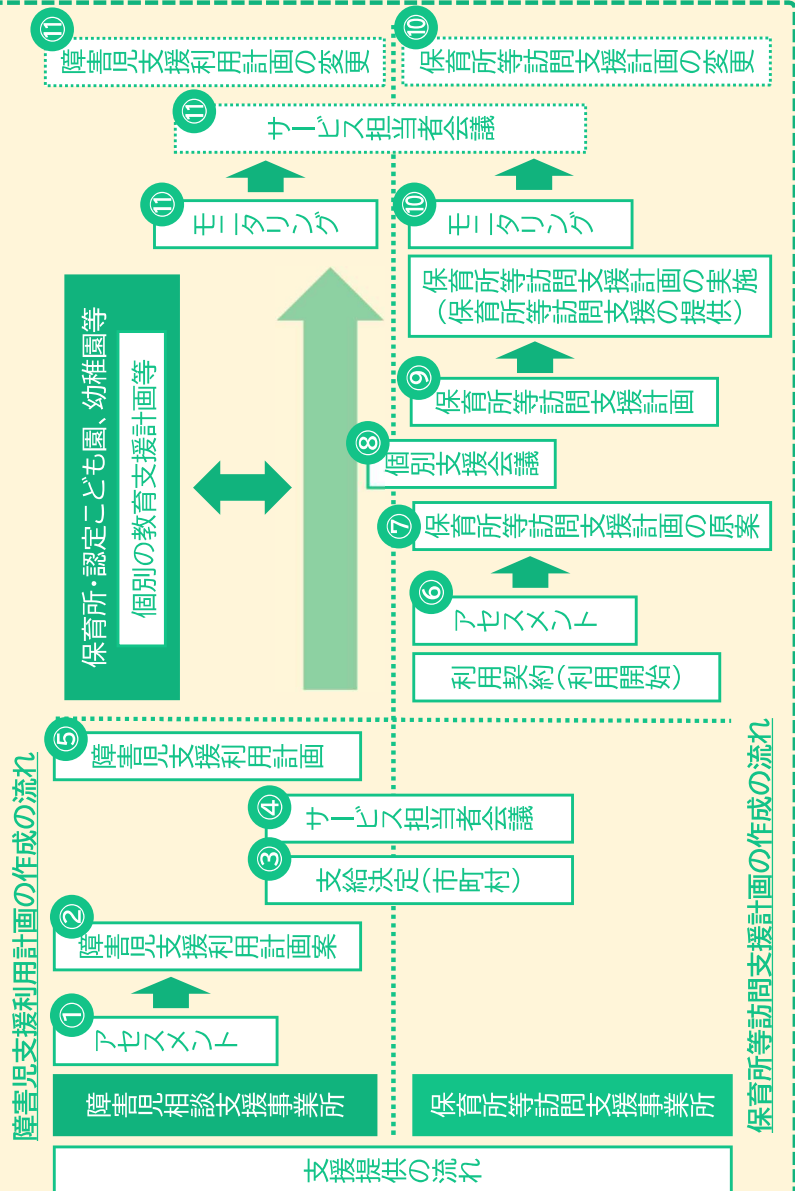 支援提供の流れ
障害児支援利用計画の作成の流れ
障害児相談支援事業所
① アセスメント
② 障害児支援利用計画案
③ 支給決定(市町村)
④ サービス担当者会議
⑤ 障害児支援利用計画
保育所・認定こども園、幼稚園等
個別の教育支援計画等
⑪ モニタリング
⑪ サービス担当者会議
⑪ 障害児支援利用計画の変更
保育所等訪問支援事業所
保育所等訪問支援計画の作成の流れ
利用契約(利用開始)
⑥ アセスメント
⑦ 保育所等訪問支援計画の原案
⑧ 個別支援会議
⑨ 保育所等訪問支援計画
保育所等訪問支援計画の実施
(保育所等訪問支援の提供)
⑩ モニタリング
⑩ 保育所等訪問支援計画の変更